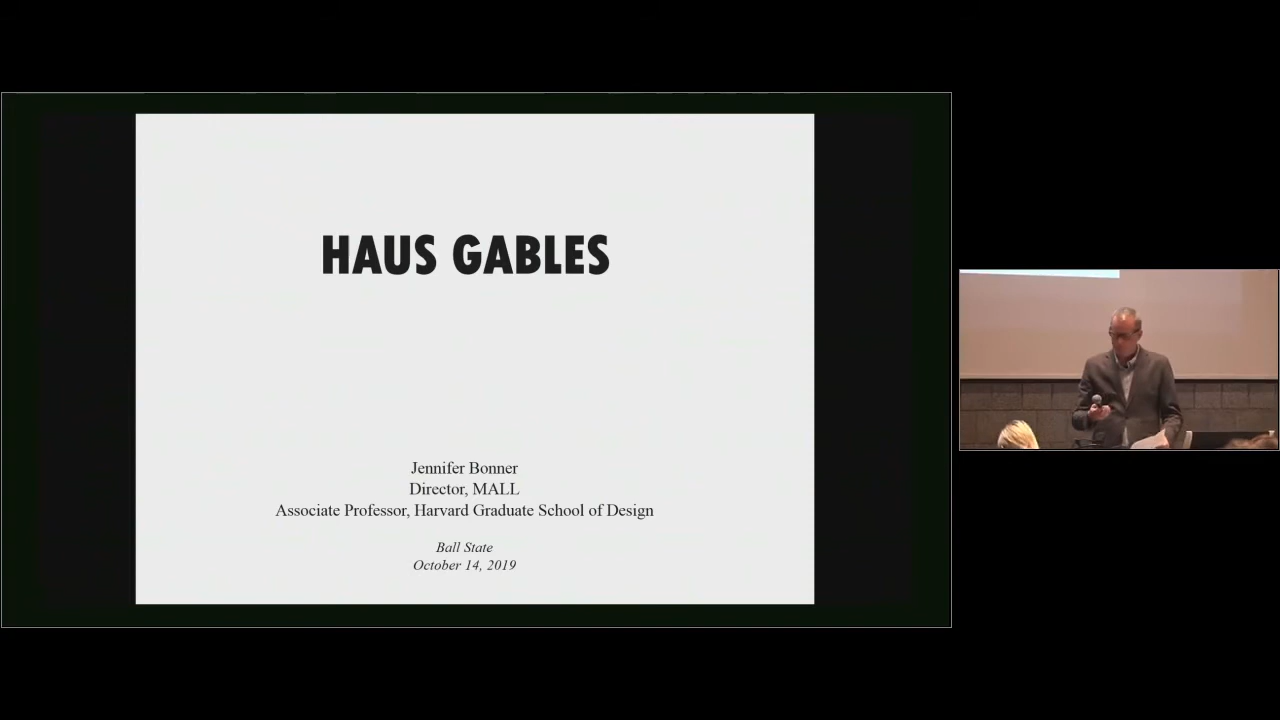 HAUS GABLES
Jennifer Bonner
Director, MALL
Associate Professor, Harvard Graduate School of Design
Ball State
October 14, 2019